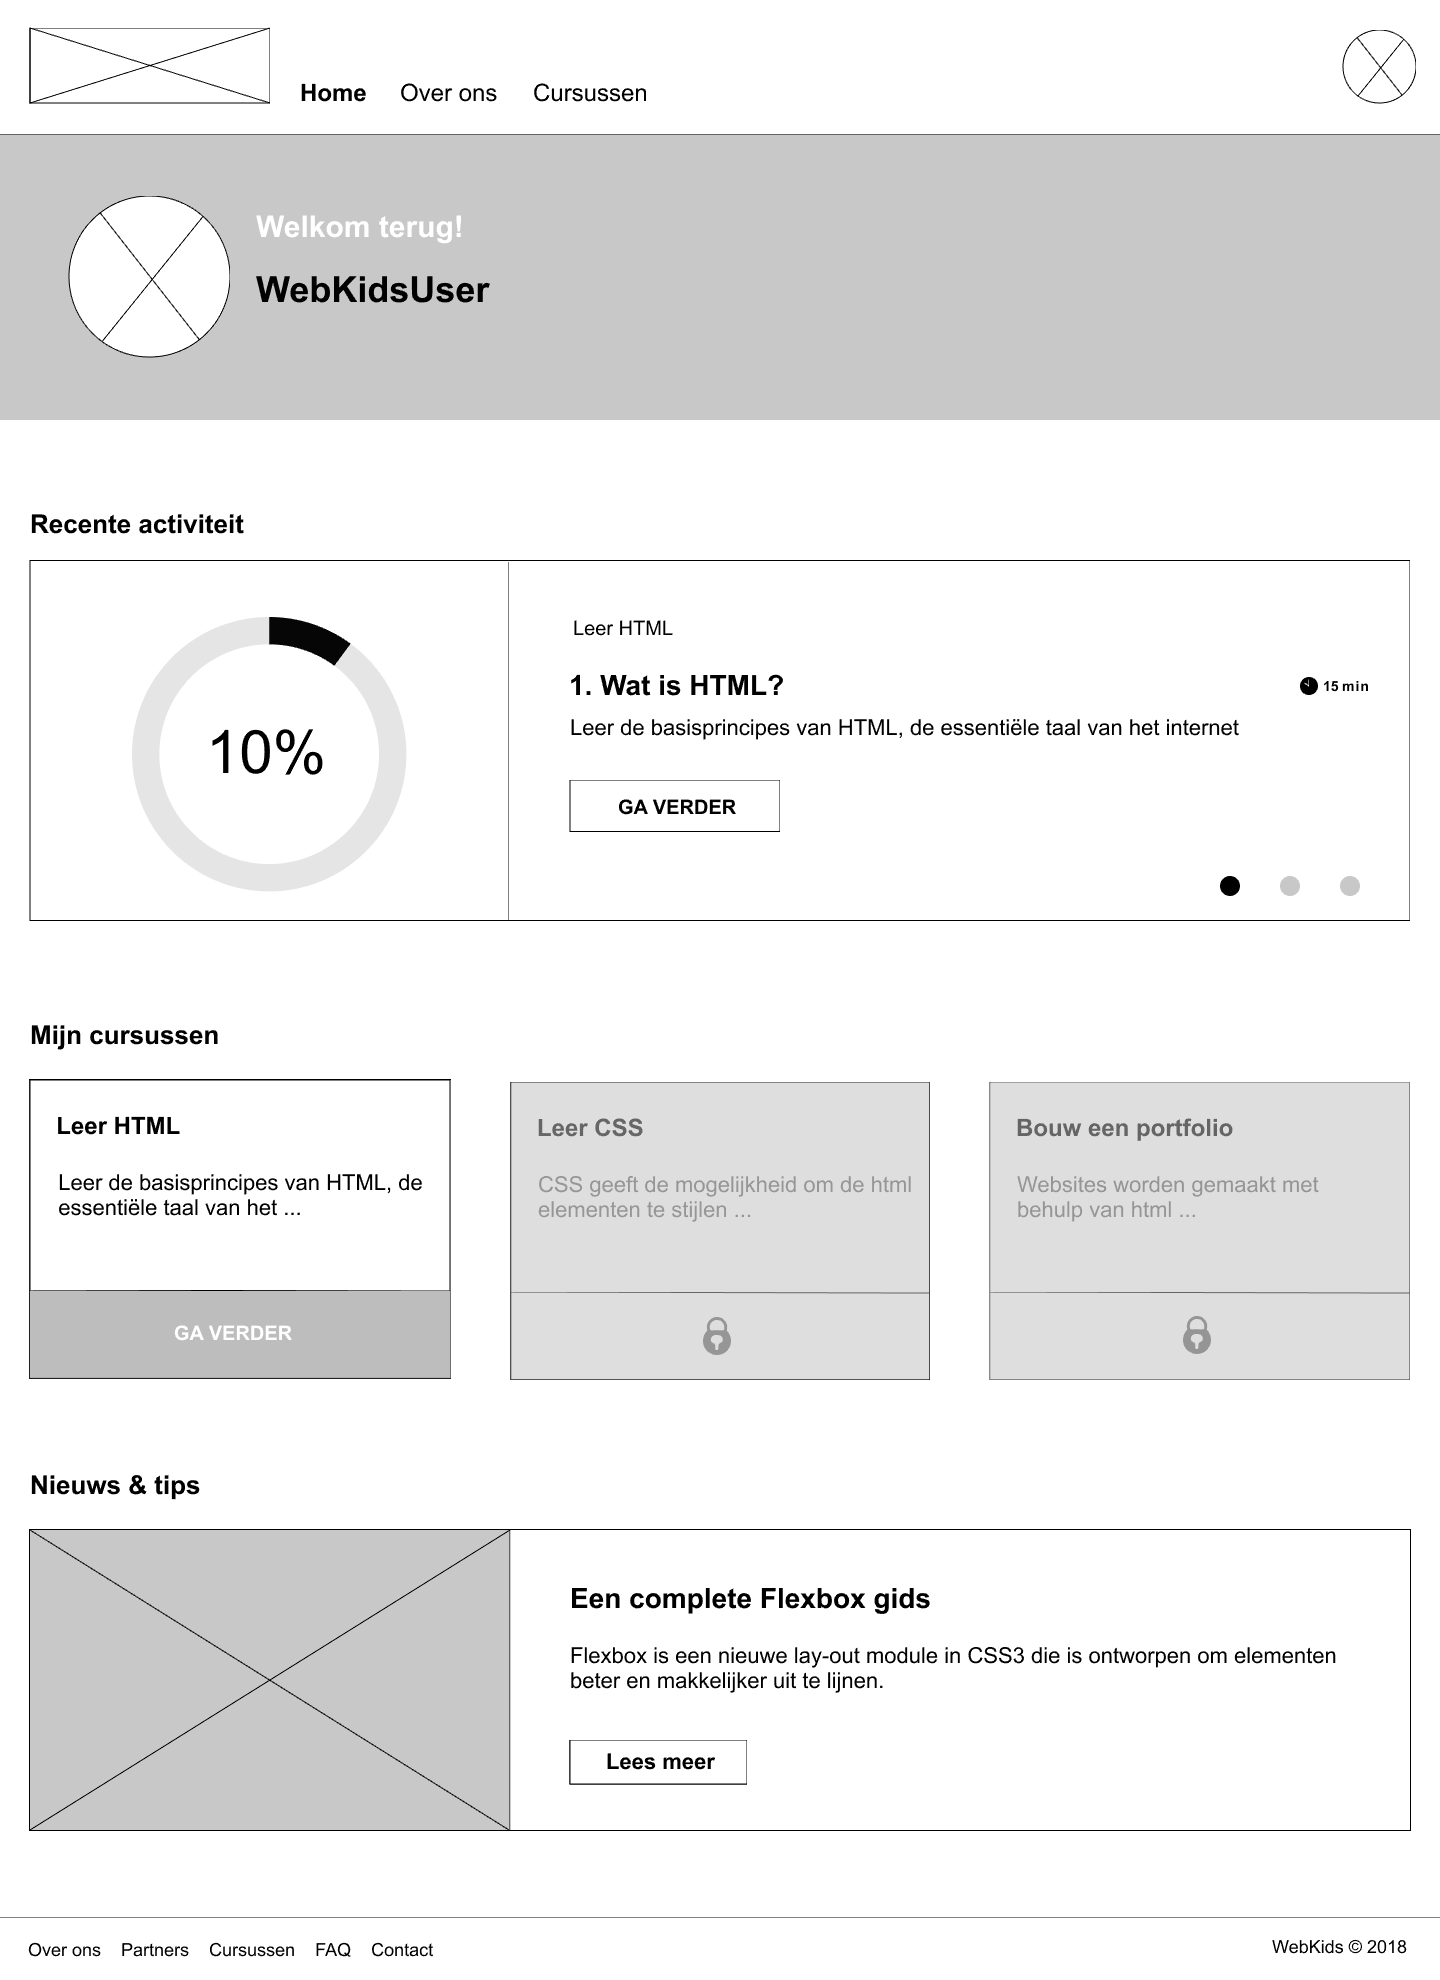 Home Over ons Cursussen
Welkom terug!
WebKidsUser
Recente activiteit
10%
Leer HTML
1. Wat is HTML?
15 min
Leer de basisprincipes van HTML, de essentiële taal van het internet
GA VERDER
Mijn cursussen
Leer HTML
Leer de basisprincipes van HTML, de
essentiële taal van het ...
GA VERDER
Leer CSS
CSS geeft de mogelijkheid om de html
elementen te stijlen ...
Bouw een portfolio
Websites worden gemaakt met
behulp van html ...
Nieuws & tips
Een complete Flexbox gids
Flexbox is een nieuwe lay-out module in CSS3 die is ontworpen om elementen
beter en makkelijker uit te lijnen.
Lees meer
Over ons Partners Cursussen FAQ Contact
WebKids © 2018